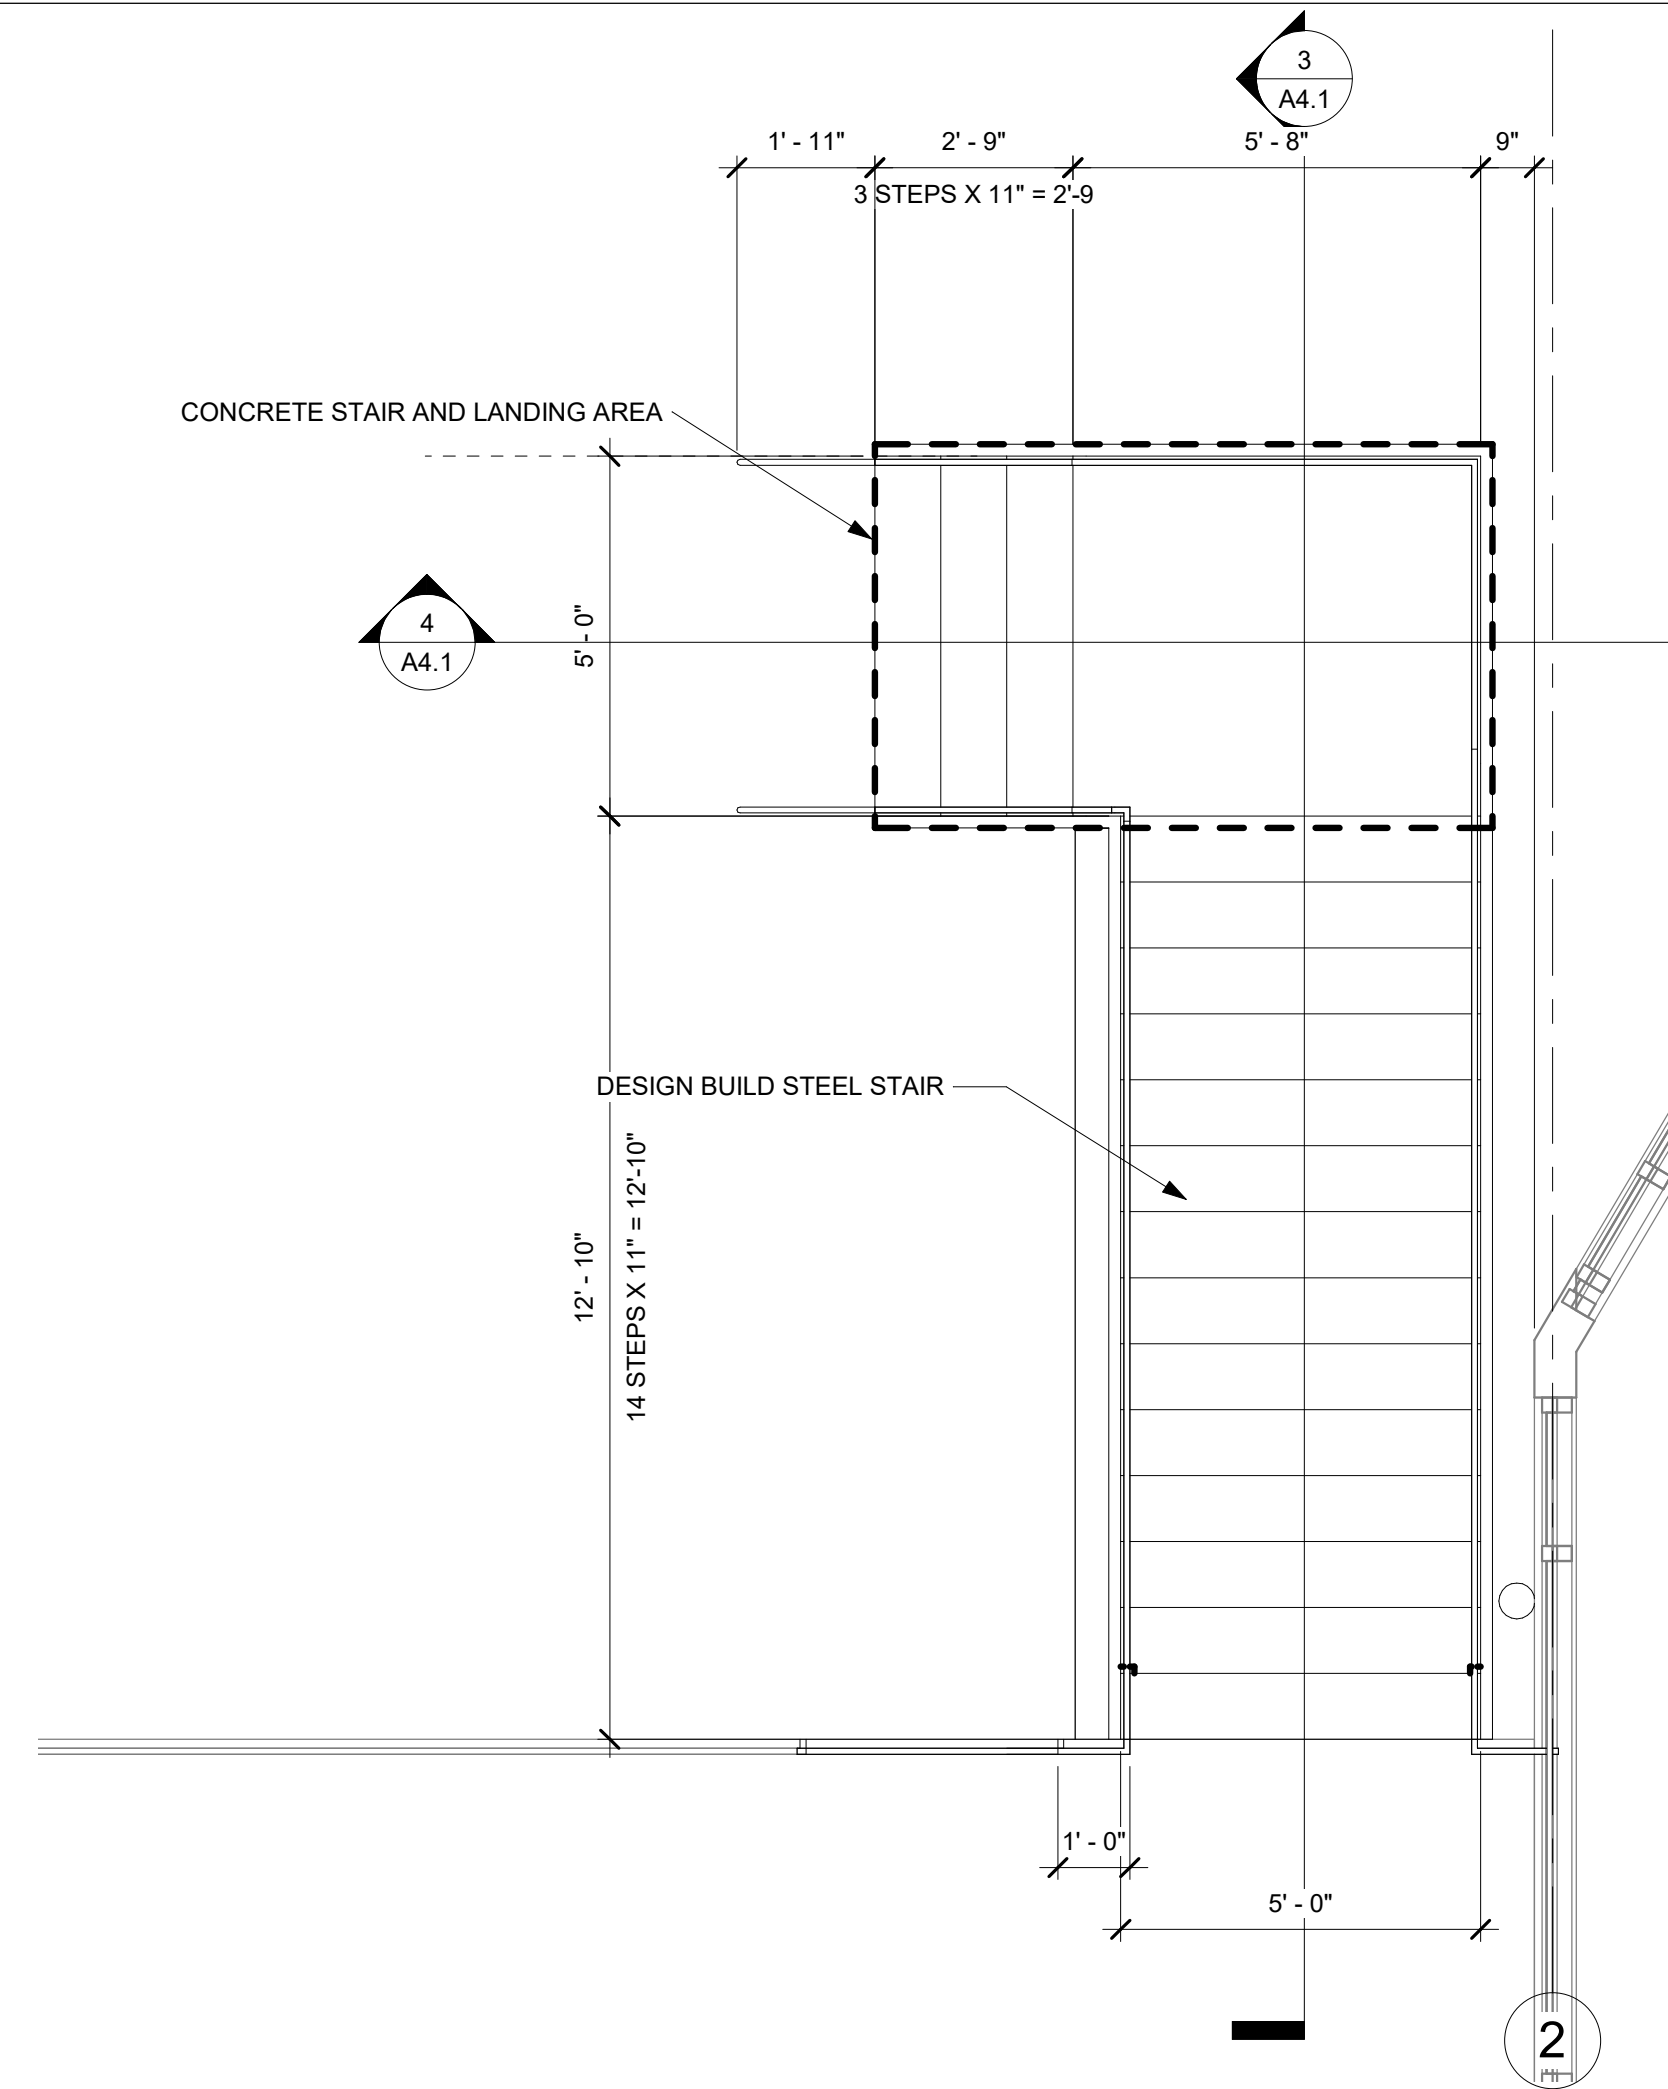 3
A4.1
1' - 11"
2' - 9"
5' - 8"
9"
3 STEPS X 11" = 2'-9
CONCRETE STAIR AND LANDING AREA
4
A4.1
5' - 0"
DESIGN BUILD STEEL STAIR
12' - 10"
14 STEPS X 11" = 12'-10"
1' - 0"
5' - 0"
2